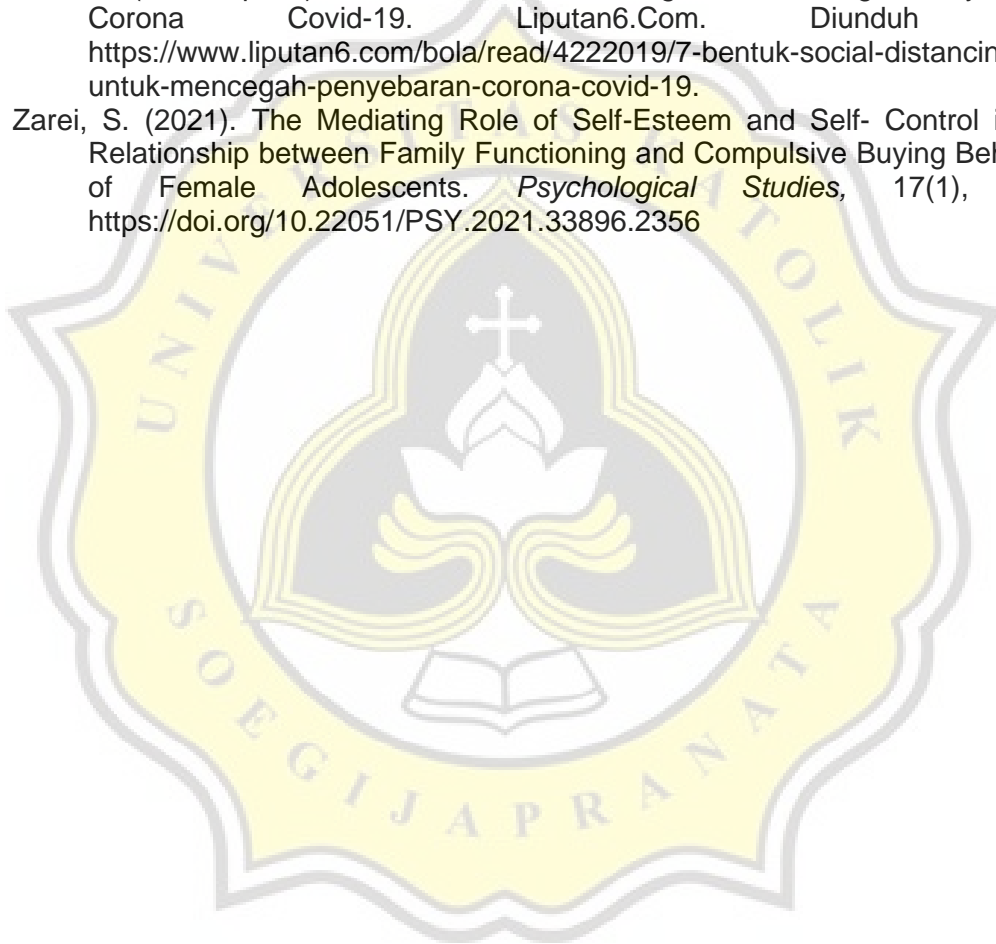 Corona Covid-19. Liputan6.Com. Diunduh
https://www.liputan6.com/bola/read/4222019/7-bentuk-social-distancin
untuk-mencegah-penyebaran-corona-covid-19.
Zarei, S. (2021). The Mediating Role of Self-Esteem and Self- Control i
Relationship between Family Functioning and Compulsive Buying Beh
of Female Adolescents. Psychological Studies, 17(1),
https://doi.org/10.22051/PSY.2021.33896.2356
UNIVERSITAS KATOLIK
SOEGIJAPRANATA